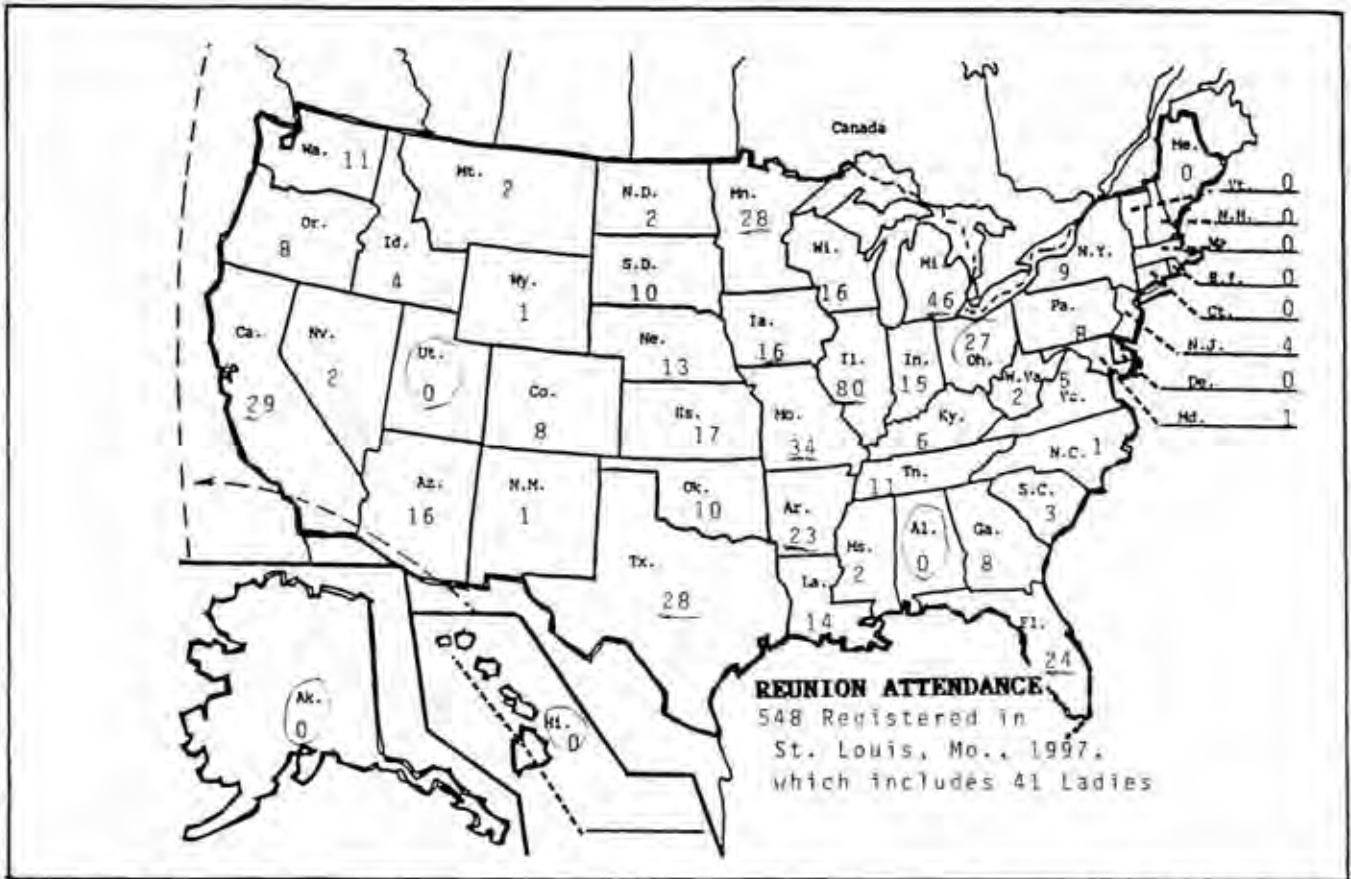 Canada
Wa. 11
Or.
8
Id.
4
Mt. 2
Wy.
1
N.D.
2
S.D.
10
Mn.
28
Wi.
16
Mi.
46
N.Y.
9
Me.
0
Vt. 0
N.H. 0
0
R.I. 0
Ct. 0
N.J. 4
De. 0
Md. 1
Ca.
29
Nv.
2
Ut.
0
Co.
8
Ne.
13
Ks.
17
Ia.
16
Il.
80
In.
15
27
Oh.
Pa.
8
W.Va
2
5
Va.
Mo.
34
Ky.
6
Az.
16
N.M.
1
Ok.
10
Ar.
23
Tn.
11
N.C. 1
S.C.
3
Tx.
28
La.
14
Ms.
2
Al.
0
Ga.
8
Fl.
24
Ak.
0
Hi.
0
REUNION ATTENDANCE
548 Registered in
St. Louis, Mo., 1997,
which includes 41 Ladies